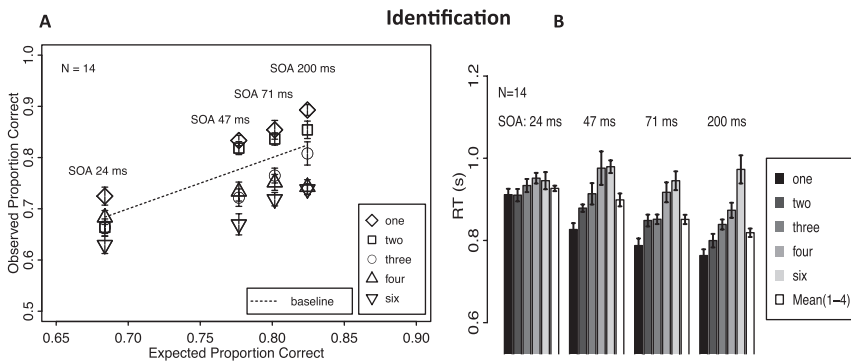 Identification
A
N = 14
SOA 200 ms
SOA 71 ms
SOA 47 ms
SOA 24 ms
Observed Proportion Correct
1.0
0.9
0.8
0.7
0.6
0.5
one
two
three
four
six
baseline
0.65 0.70 0.75 0.80 0.85 0.90
Expected Proportion Correct
B
N=14
SOA: 24 ms 47 ms 71 ms 200 ms
RT (s)
1.2
1.0
0.8
0.6
one
two
three
four
six
Mean(1–4)